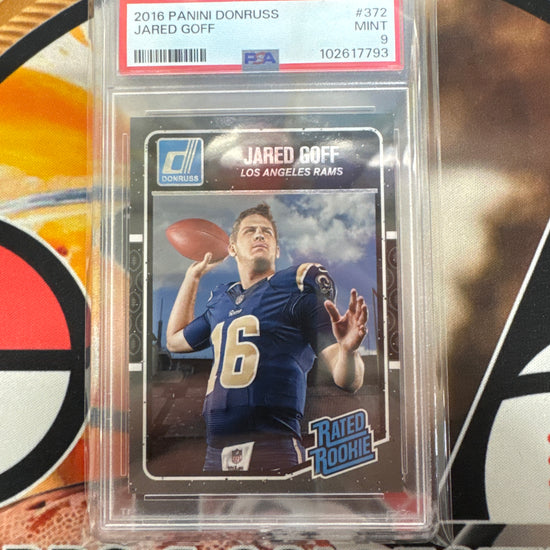 2016 PANINI DONRUSS #372
JARED GOFF MINT
9
PSA 102617793
DONRUSS
JARED GOFF
LOS ANGELES RAMS
16
RATED
ROOKIE